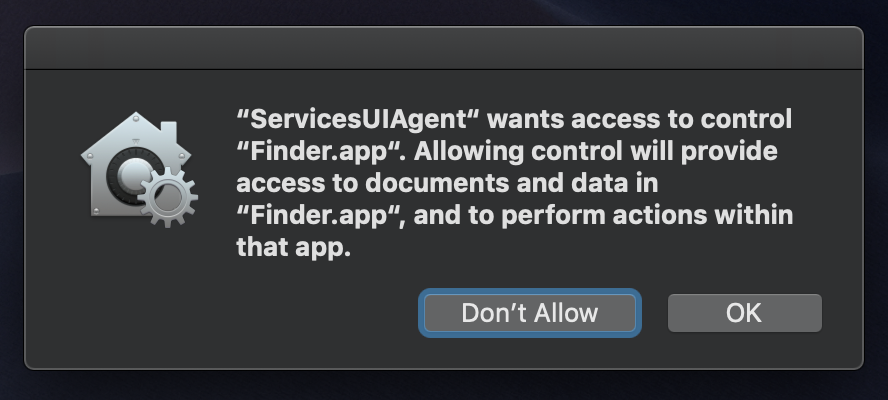 “ServicesUIAgent“ wants access to control
“Finder.app“. Allowing control will provide
access to documents and data in
“Finder.app“, and to perform actions within
that app.
Don’t Allow
OK